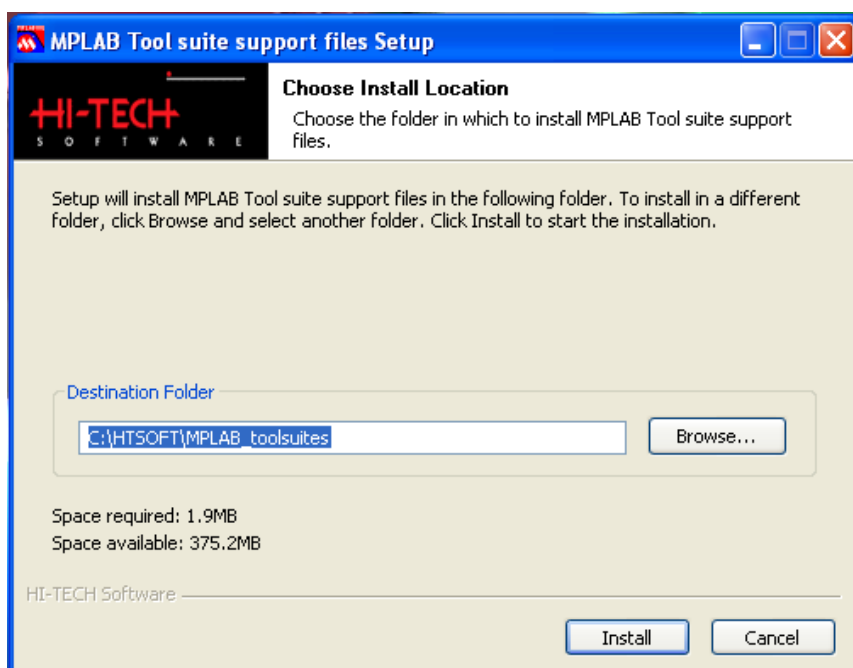 MPLAB Tool suite support files Setup
HI-TECH
SOFTWARE
Choose Install Location
Choose the folder in which to install MPLAB Tool suite support
files.
Setup will install MPLAB Tool suite support files in the following folder. To install in a different
folder, click Browse and select another folder. Click Install to start the installation.
Destination Folder
C:\HTSOFT\MPLAB_toolsuites
Browse...
Space required: 1.9MB
Space available: 375.2MB
HI-TECH Software
Install
Cancel